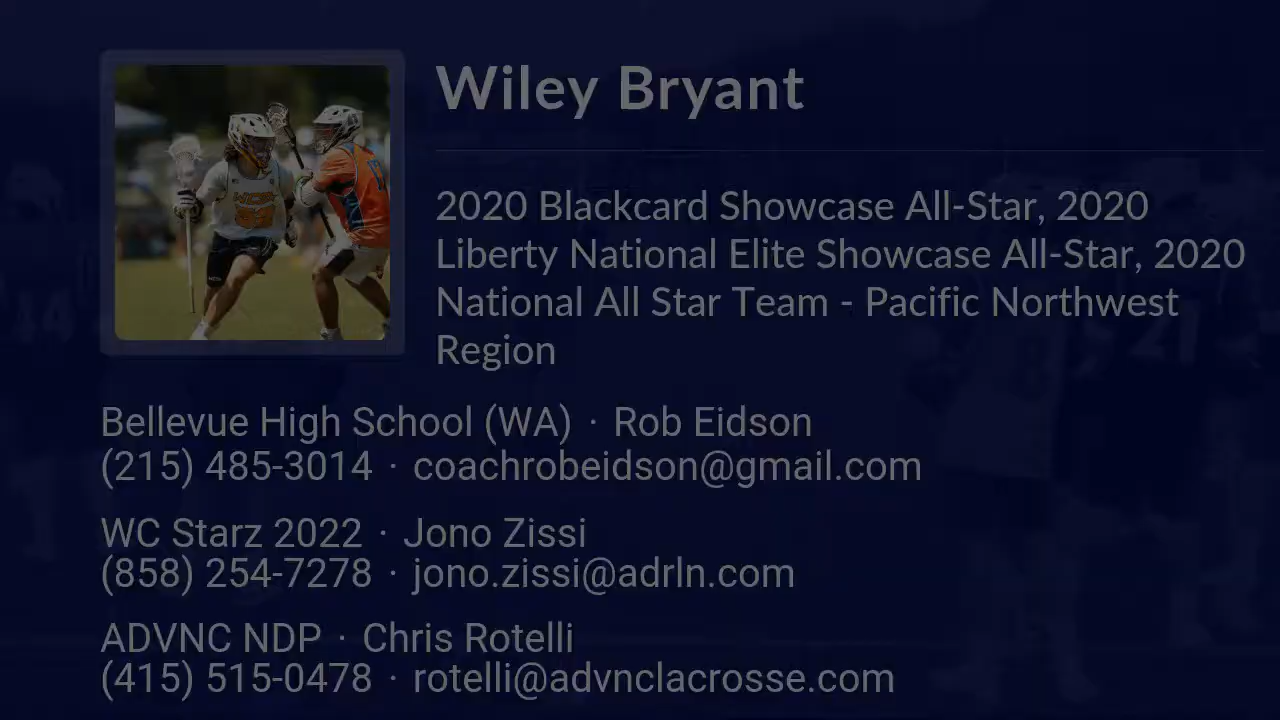 Wiley Bryant
2020 Blackcard Showcase All-Star, 2020
Liberty National Elite Showcase All-Star, 2020
National All Star Team - Pacific Northwest
Region
Bellevue High School (WA) · Rob Eidson
(215) 485-3014 · coachrobeidson@gmail.com
WC Starz 2022 · Jono Zissi
(858) 254-7278 · jono.zissi@adrln.com
ADVNC NDP · Chris Rotelli
(415) 515-0478 · rotelli@advnclacrosse.com